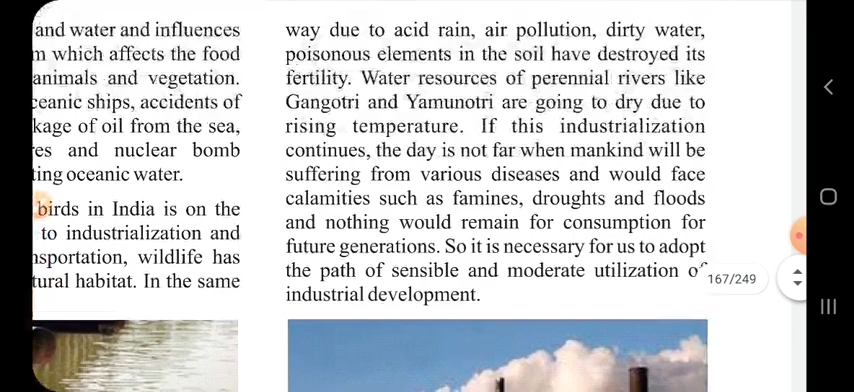 and water and influences
which affects the food
animals and vegetation.
ships, accidents of
of oil from the sea,
and nuclear bomb
oceanic water.
birds in India is on the
to industrialization and
wildlife has
habitat. In the same
way due to acid rain, air pollution, dirty water,
poisonous elements in the soil have destroyed its
fertility. Water resources of perennial rivers like
Gangotri and Yamunotri are going to dry due to
rising temperature. If this industrialization
continues, the day is not far when mankind will be
suffering from various diseases and would face
calamities such as famines, droughts and floods
and nothing would remain for consumption for
future generations. So it is necessary for us to adopt
the path of sensible and moderate utilization of
industrial development.
167/249